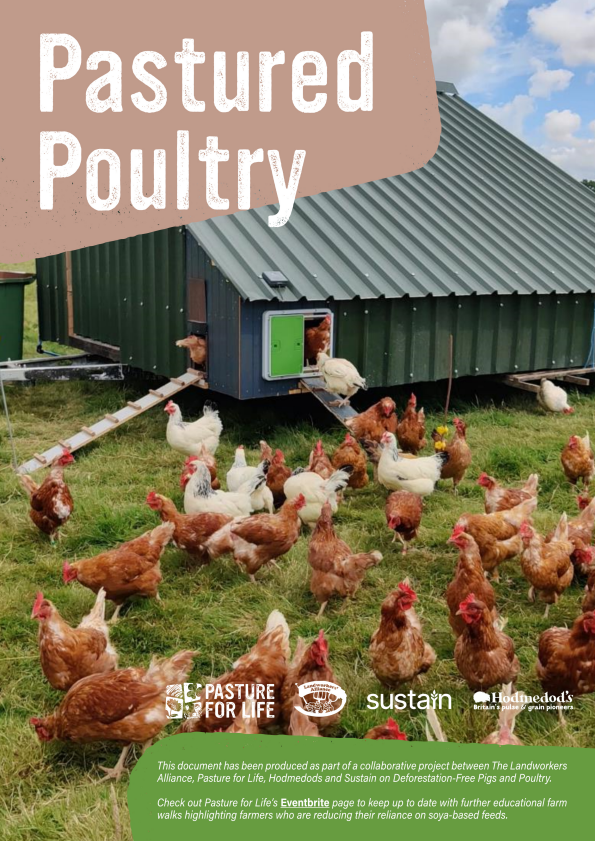 Pastured
Poultry
PASTURE
FOR LIFE
Landworkers'
Alliance
sustain
Hodmedod's
Britain's pulse & grain pioneers
This document has been produced as part of a collaborative project between The Landworkers
Alliance, Pasture for Life, Hodmedods and Sustain on Deforestation-Free Pigs and Poultry.
Check out Pasture for Life's Eventbrite page to keep up to date with further educational farm
walks highlighting farmers who are reducing their reliance on soya-based feeds.